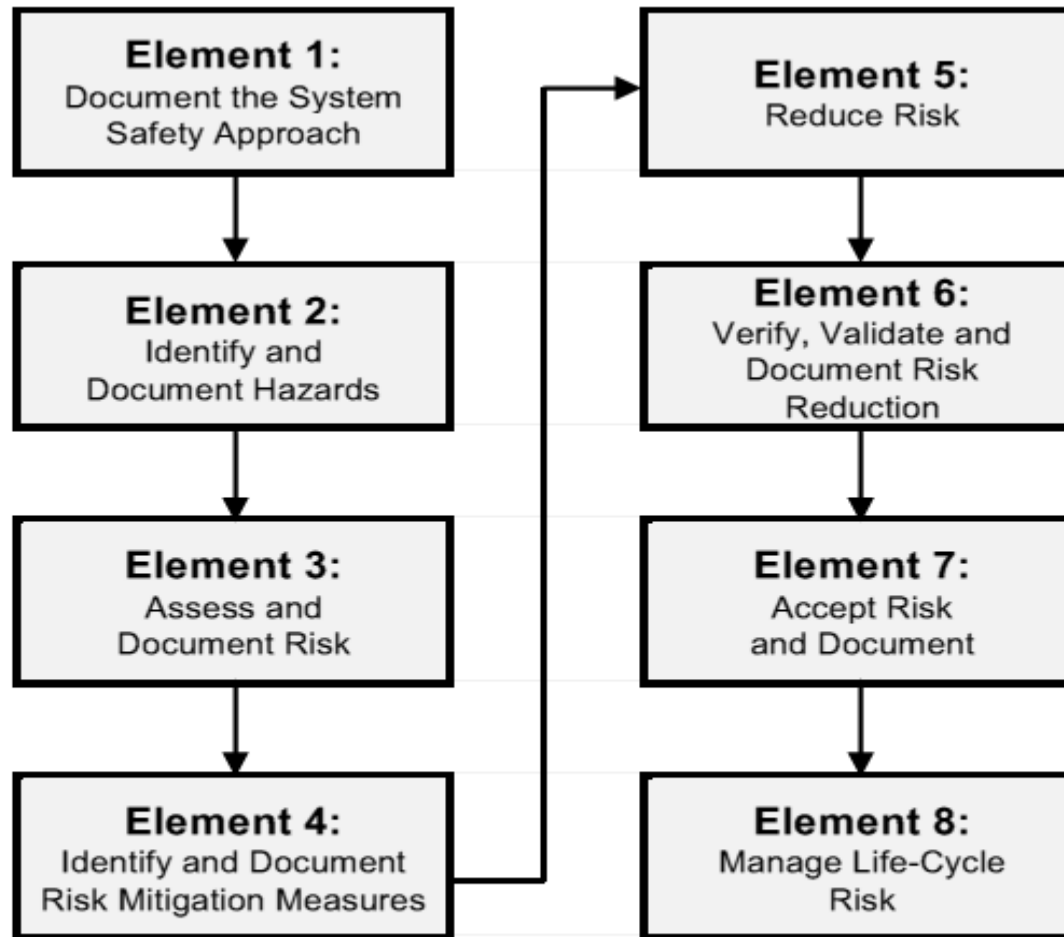 Element 1:
Document the System
Safety Approach
Element 2:
Identify and
Document Hazards
Element 3:
Assess and
Document Risk
Element 4:
Identify and Document
Risk Mitigation Measures
Element 5:
Reduce Risk
Element 6:
Verify, Validate and
Document Risk
Reduction
Element 7:
Accept Risk
and Document
Element 8:
Manage Life-Cycle
Risk